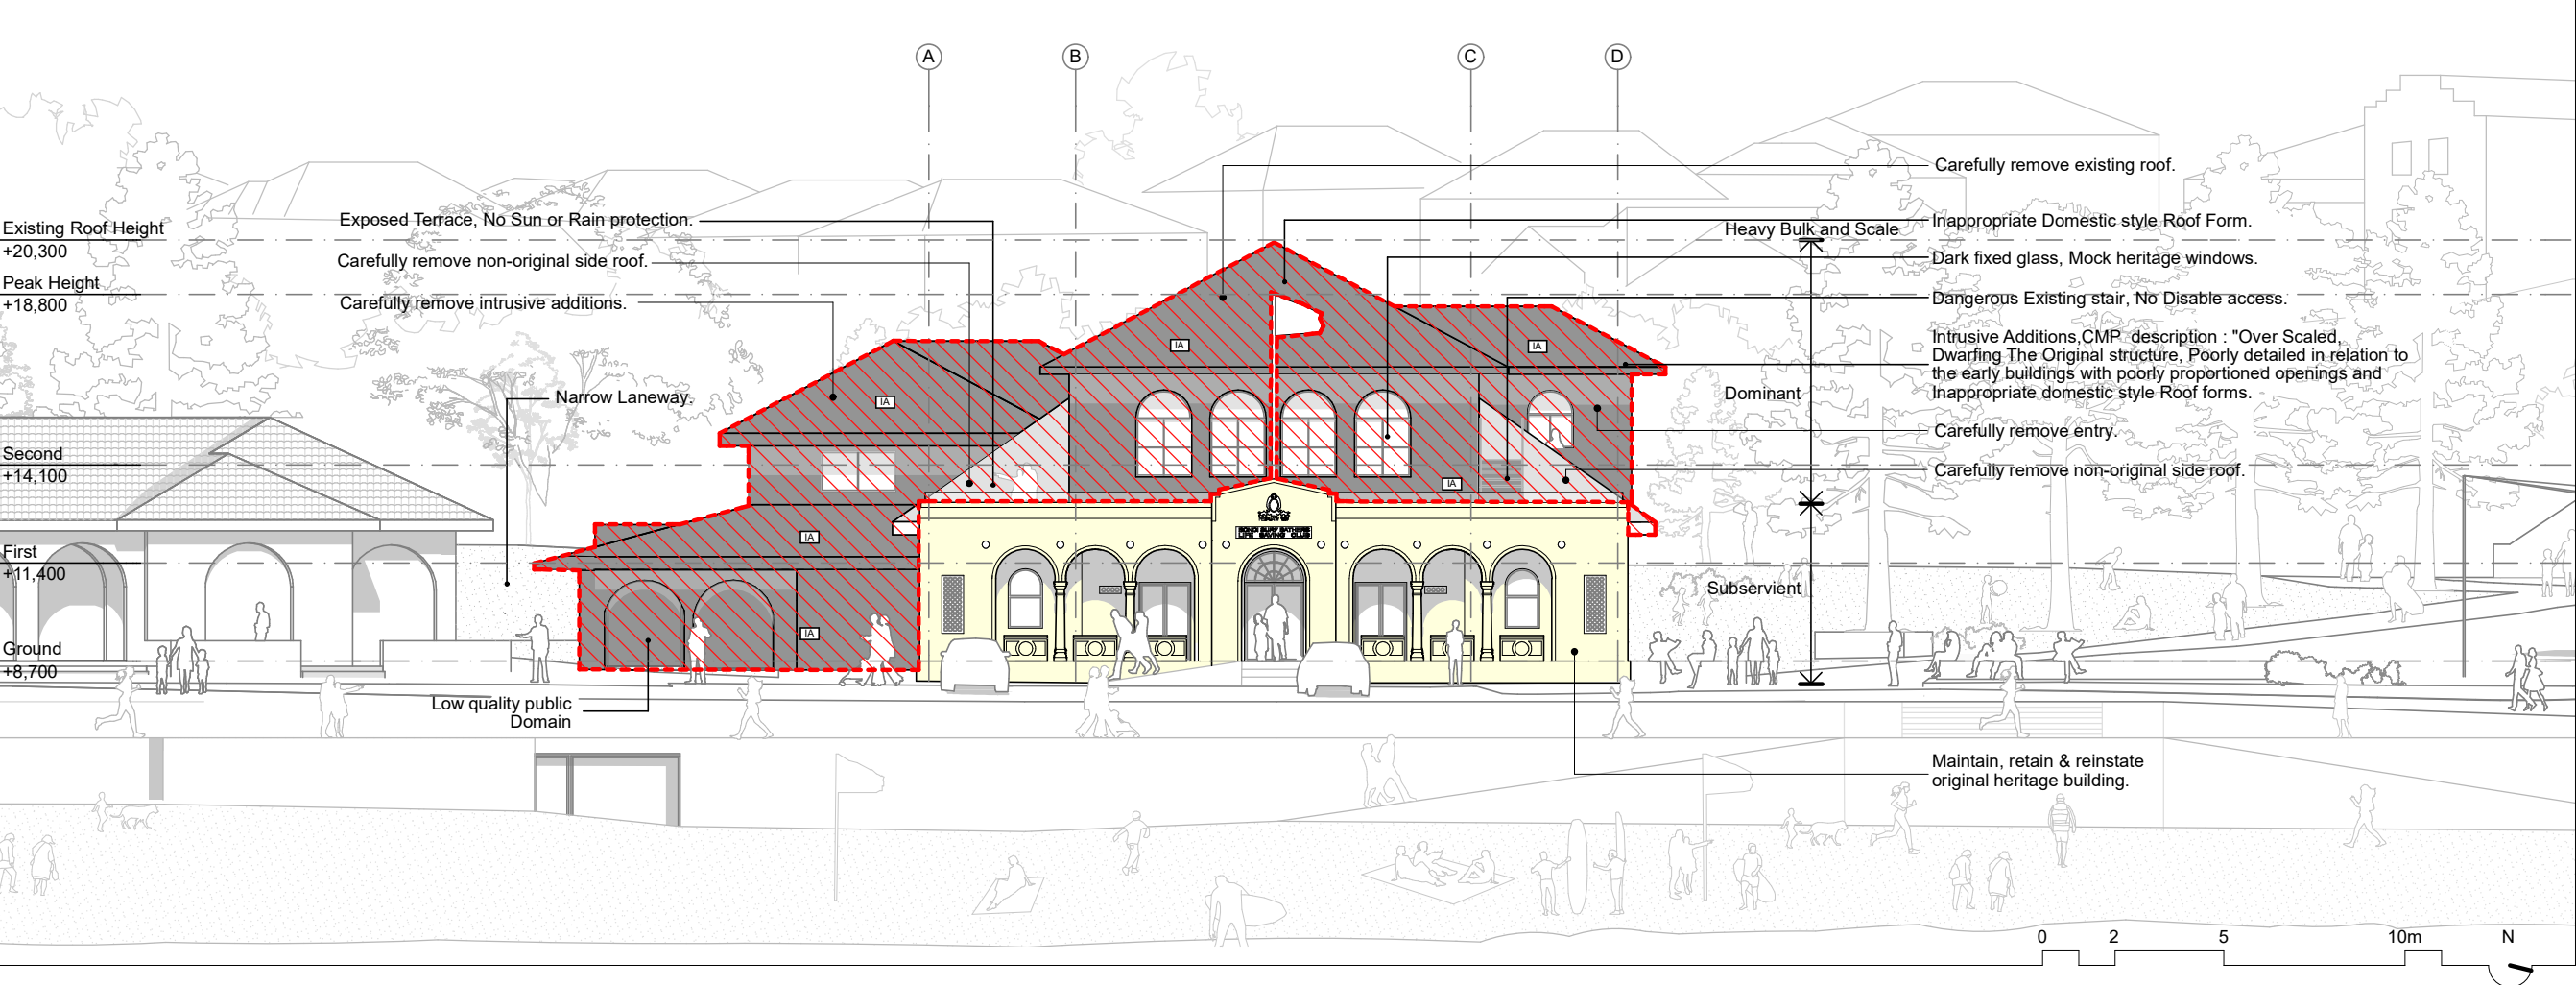 A
B
C
D
Carefully remove existing roof.
Exposed Terrace, No Sun or Rain protection.
Inappropriate Domestic style Roof Form.
Existing Roof Height
+20,300
Heavy Bulk and Scale
Carefully remove non-original side roof.
Dark fixed glass, Mock heritage windows.
Peak Height
+18,800
Carefully remove intrusive additions.
Dangerous Existing stair, No Disable access.
IA
IA
Intrusive Additions,CMP description : "Over Scaled,
Dwarfing The Original structure, Poorly detailed in relation to
the early buildings with poorly proportioned openings and
Inappropriate domestic style Roof forms.
Narrow Laneway.
IA
Dominant
Carefully remove entry.
Second
+14,100
Carefully remove non-original side roof.
IA
BONDI SURF BATHERS
LIFE SAVING CLUB
IA
First
+11,400
Subservient
IA
Ground
+8,700
Low quality public
Domain
Maintain, retain & reinstate
original heritage building.
0
2
5
10m
N